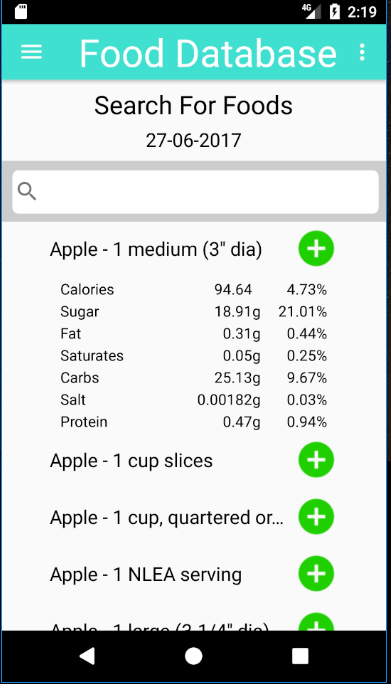 4G 2:19
Food Database
Search For Foods
27-06-2017
Apple - 1 medium (3" dia)
Calories 94.64 4.73%
Sugar 18.91g 21.01%
Fat 0.31g 0.44%
Saturates 0.05g 0.25%
Carbs 25.13g 9.67%
Salt 0.00182g 0.03%
Protein 0.47g 0.94%
Apple - 1 cup slices
Apple - 1 cup, quartered or...
Apple - 1 NLEA serving
Apple - 1 large (3-1/4" dia)